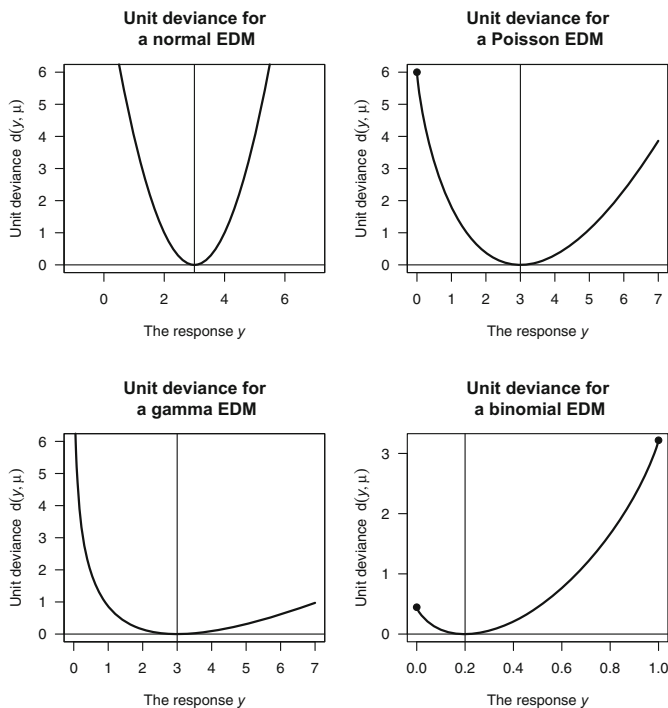 Unit deviance for
a normal EDM
Unit deviance d(y, μ)
6
5
4
3
2
1
0
0 2 4 6
The response y
Unit deviance for
a Poisson EDM
Unit deviance d(y, μ)
6
5
4
3
2
1
0
0 1 2 3 4 5 6 7
The response y
Unit deviance for
a gamma EDM
Unit deviance d(y, μ)
6
5
4
3
2
1
0
0 1 2 3 4 5 6 7
The response y
Unit deviance for
a binomial EDM
Unit deviance d(y, μ)
3
2
1
0
0.0 0.2 0.4 0.6 0.8 1.0
The response y